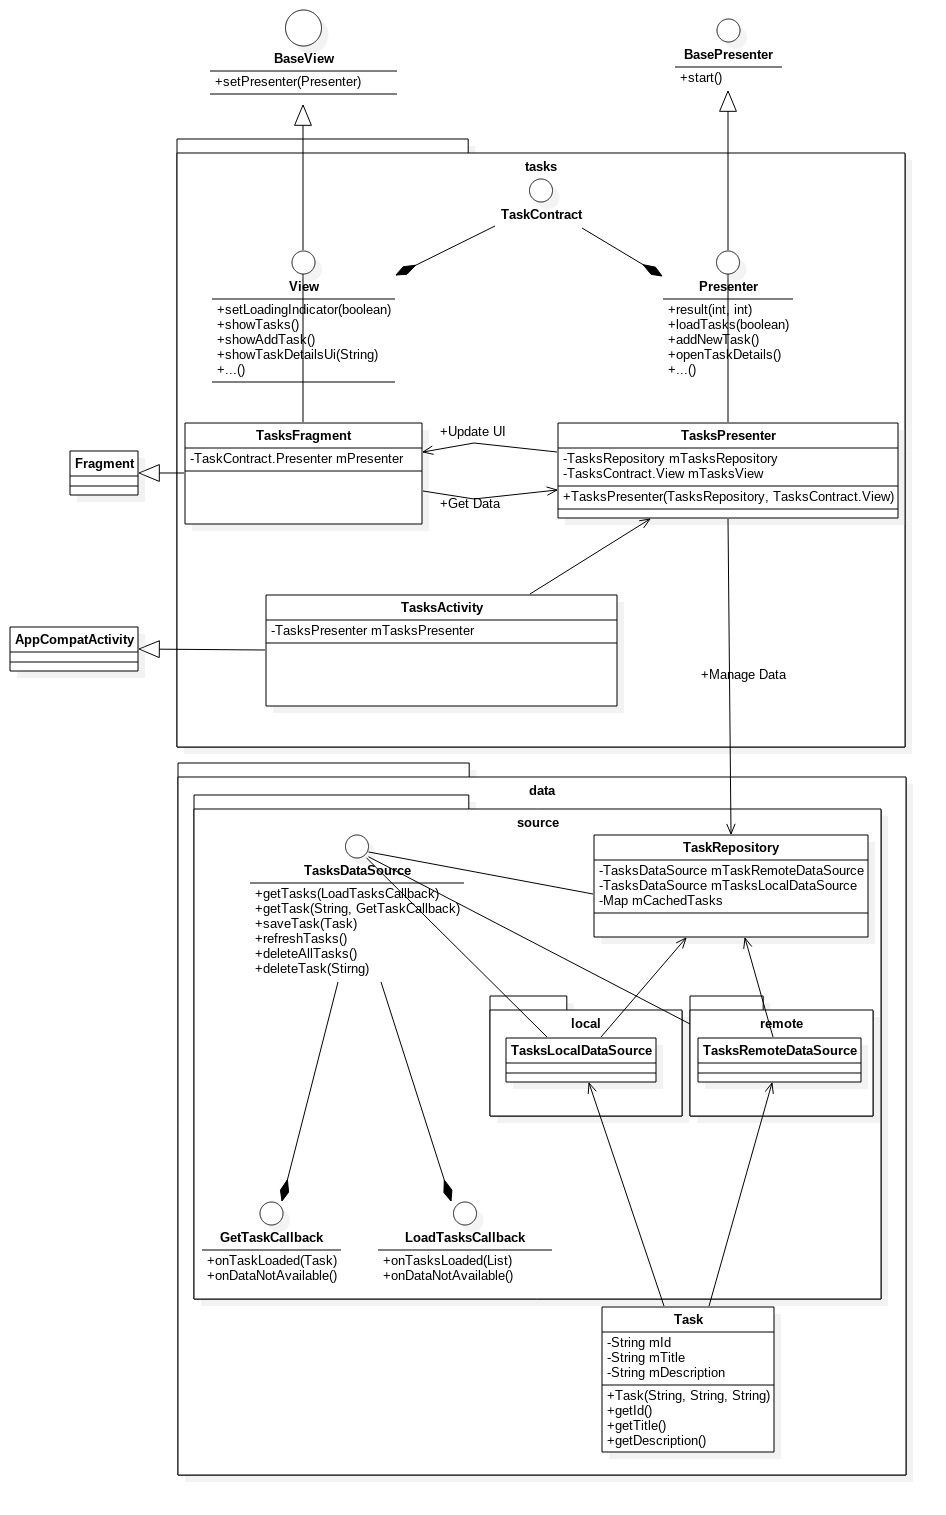 BaseView
+setPresenter(Presenter)
BasePresenter
+start()
tasks
TaskContract
View
+setLoadingIndicator(boolean)
+showTasks()
+showAddTask()
+showTaskDetailsUi(String)
+...()
Presenter
+result(int, int)
+loadTasks(boolean)
+addNewTask()
+openTaskDetails()
+...()
Fragment
TasksFragment
-TaskContract.Presenter mPresenter
+Update UI
+Get Data
TasksPresenter
-TasksRepository mTasksRepository
-TasksContract.View mTasksView
+TasksPresenter(TasksRepository, TasksContract.View)
AppCompatActivity
TasksActivity
-TasksPresenter mTasksPresenter
+Manage Data
data
source
TasksDataSource
+getTasks(LoadTasksCallback)
+getTask(String, GetTaskCallback)
+saveTask(Task)
+refreshTasks()
+deleteAllTasks()
+deleteTask(Stirng)
TaskRepository
-TasksDataSource mTaskRemoteDataSource
-TasksDataSource mTasksLocalDataSource
-Map mCachedTasks
local
TasksLocalDataSource
remote
TasksRemoteDataSource
GetTaskCallback
+onTaskLoaded(Task)
+onDataNotAvailable()
LoadTasksCallback
+onTasksLoaded(List)
+onDataNotAvailable()
Task
-String mId
-String mTitle
-String mDescription
+Task(String, String, String)
+getId()
+getTitle()
+getDescription()